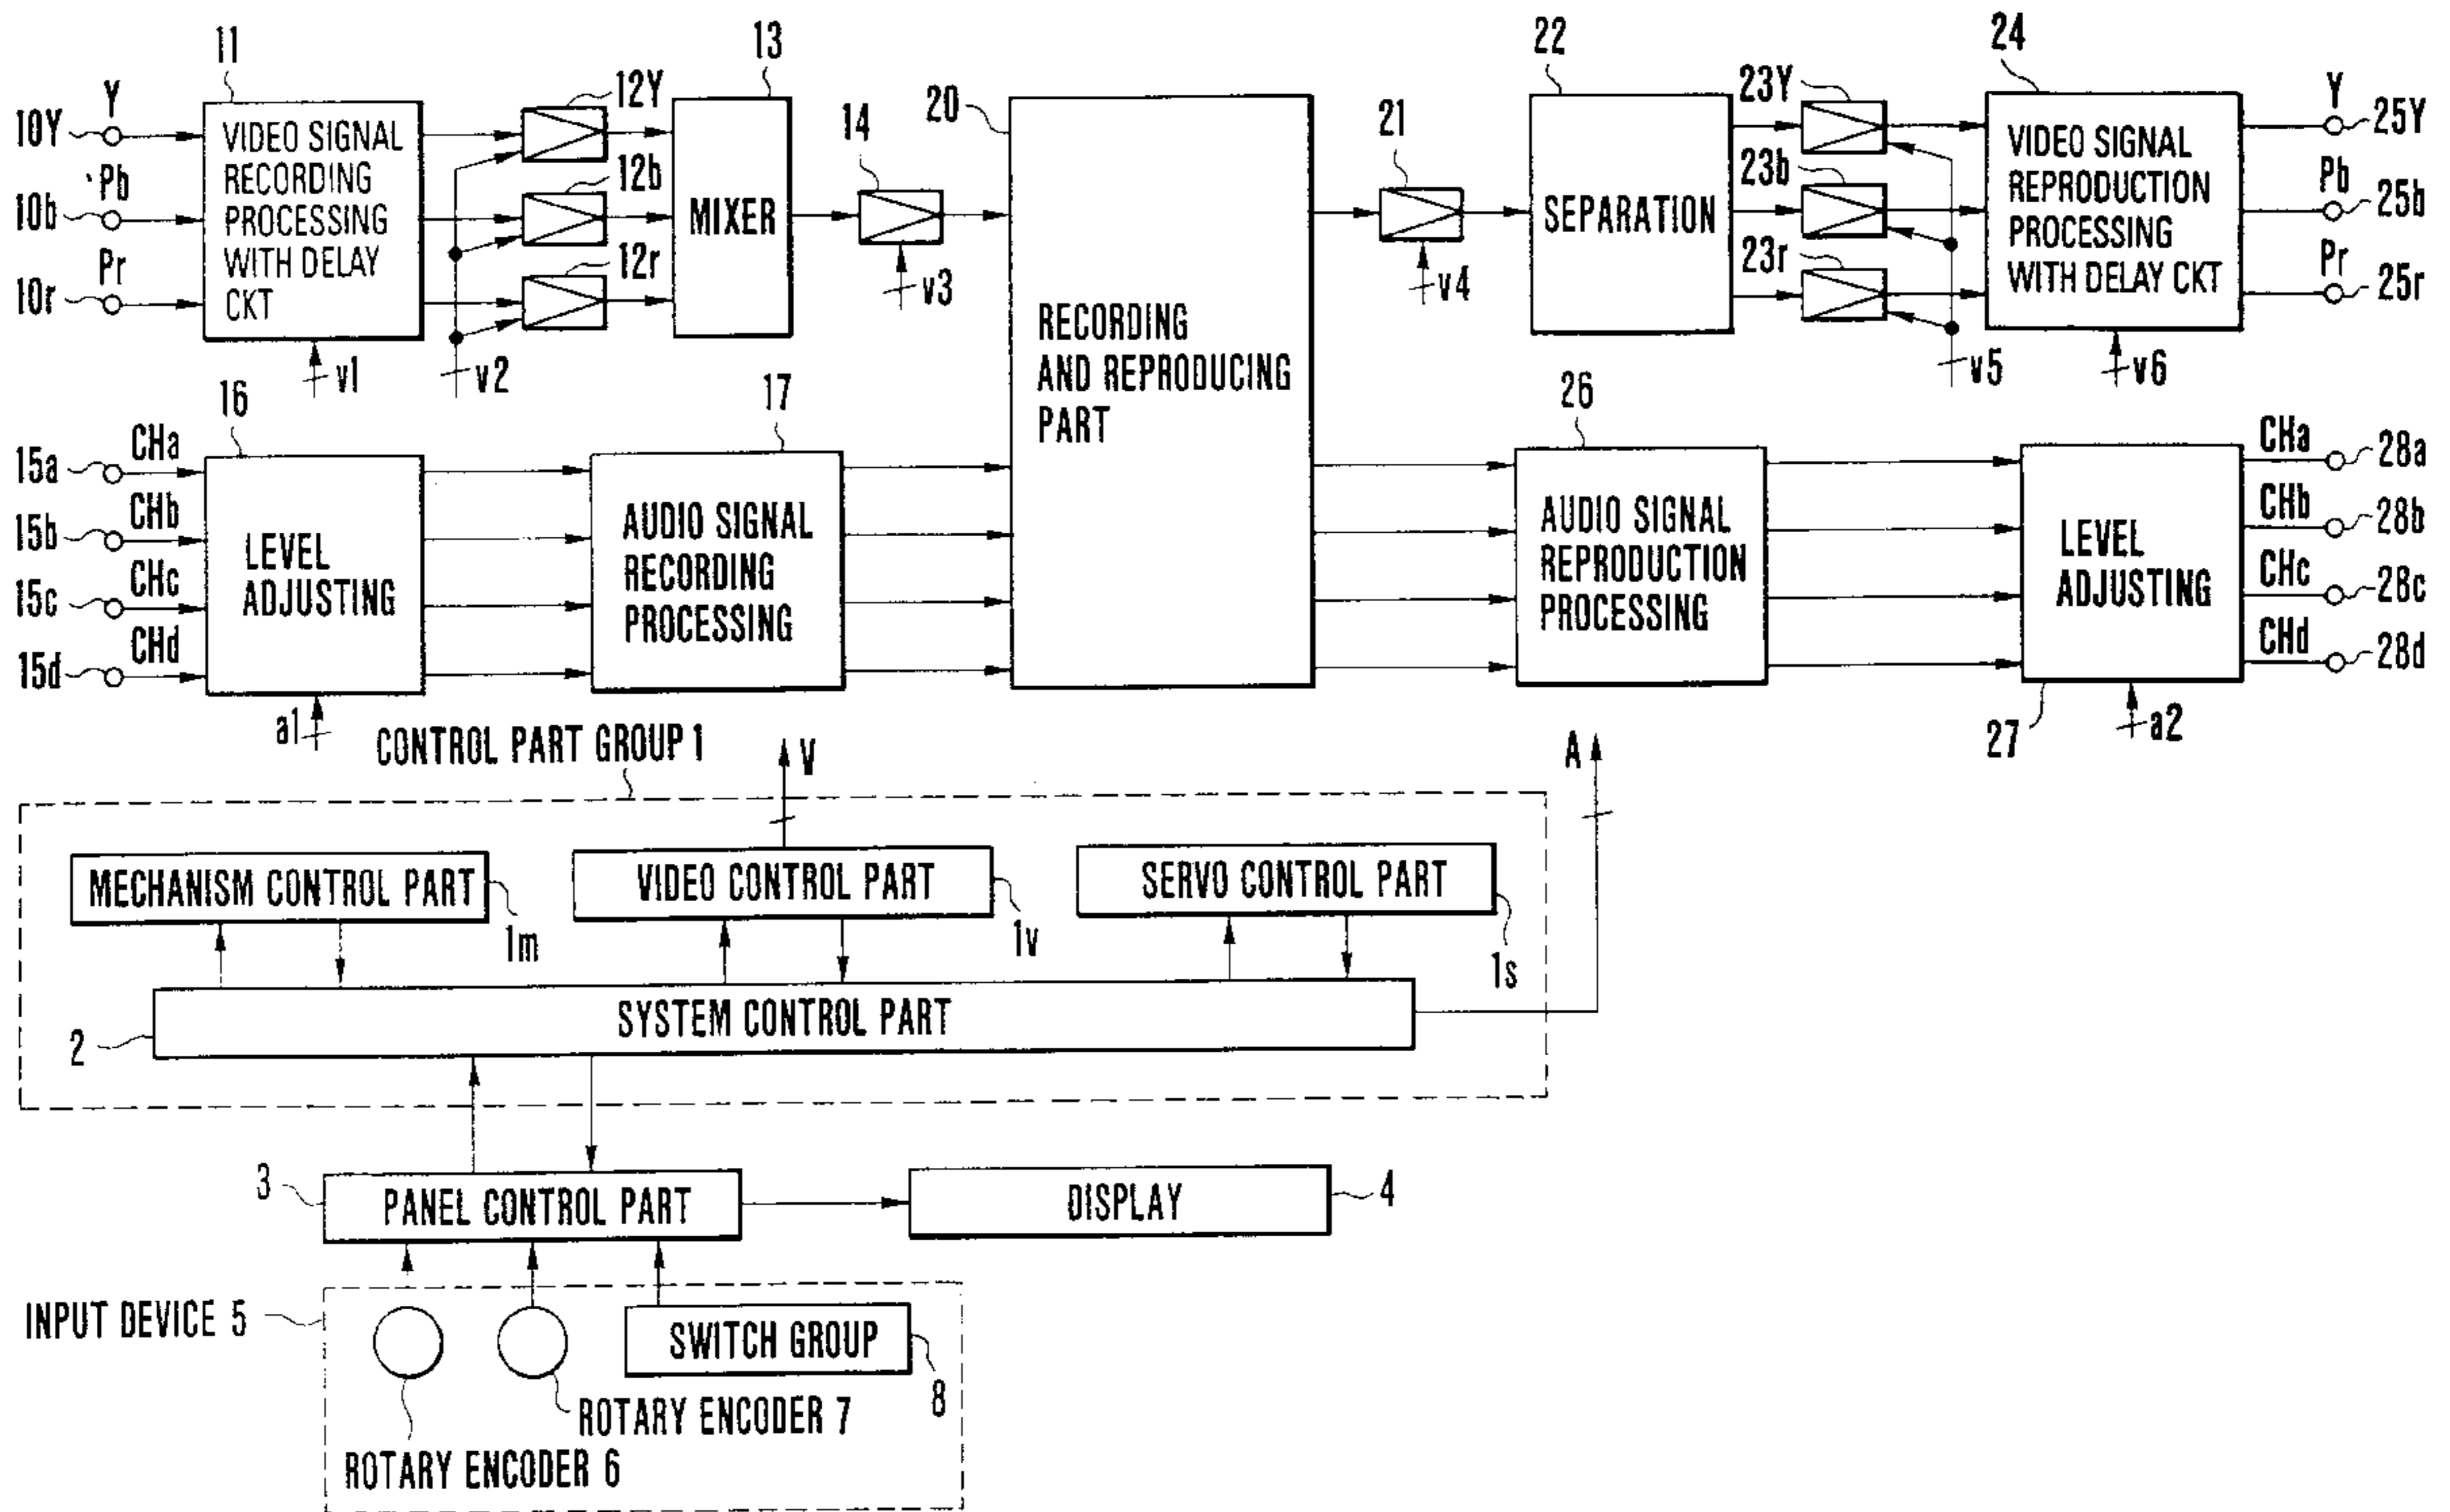 11
13
22
24
10Y
Y
VIDEO SIGNAL
RECORDING
PROCESSING
WITH DELAY
CKT
12Y
MIXER
14
20
RECORDING
AND REPRODUCING
PART
21
SEPARATION
23Y
VIDEO SIGNAL
REPRODUCTION
PROCESSING
WITH DELAY CKT
Y
25Y
10b
Pb
12b
23b
Pb
25b
10r
Pr
12r
23r
Pr
25r
v1
v2
v3
v4
v5
v6
16
17
26
15a
CHa
LEVEL
ADJUSTING
AUDIO SIGNAL
RECORDING
PROCESSING
AUDIO SIGNAL
REPRODUCTION
PROCESSING
LEVEL
ADJUSTING
CHa
28a
15b
CHb
CHb
28b
15c
CHc
CHc
28c
15d
CHd
CHd
28d
a1
27
a2
CONTROL PART GROUP 1
V
A
MECHANISM CONTROL PART
1m
VIDEO CONTROL PART
1v
SERVO CONTROL PART
1s
2
SYSTEM CONTROL PART
3
PANEL CONTROL PART
DISPLAY
4
INPUT DEVICE 5
SWITCH GROUP
8
ROTARY ENCODER 7
ROTARY ENCODER 6